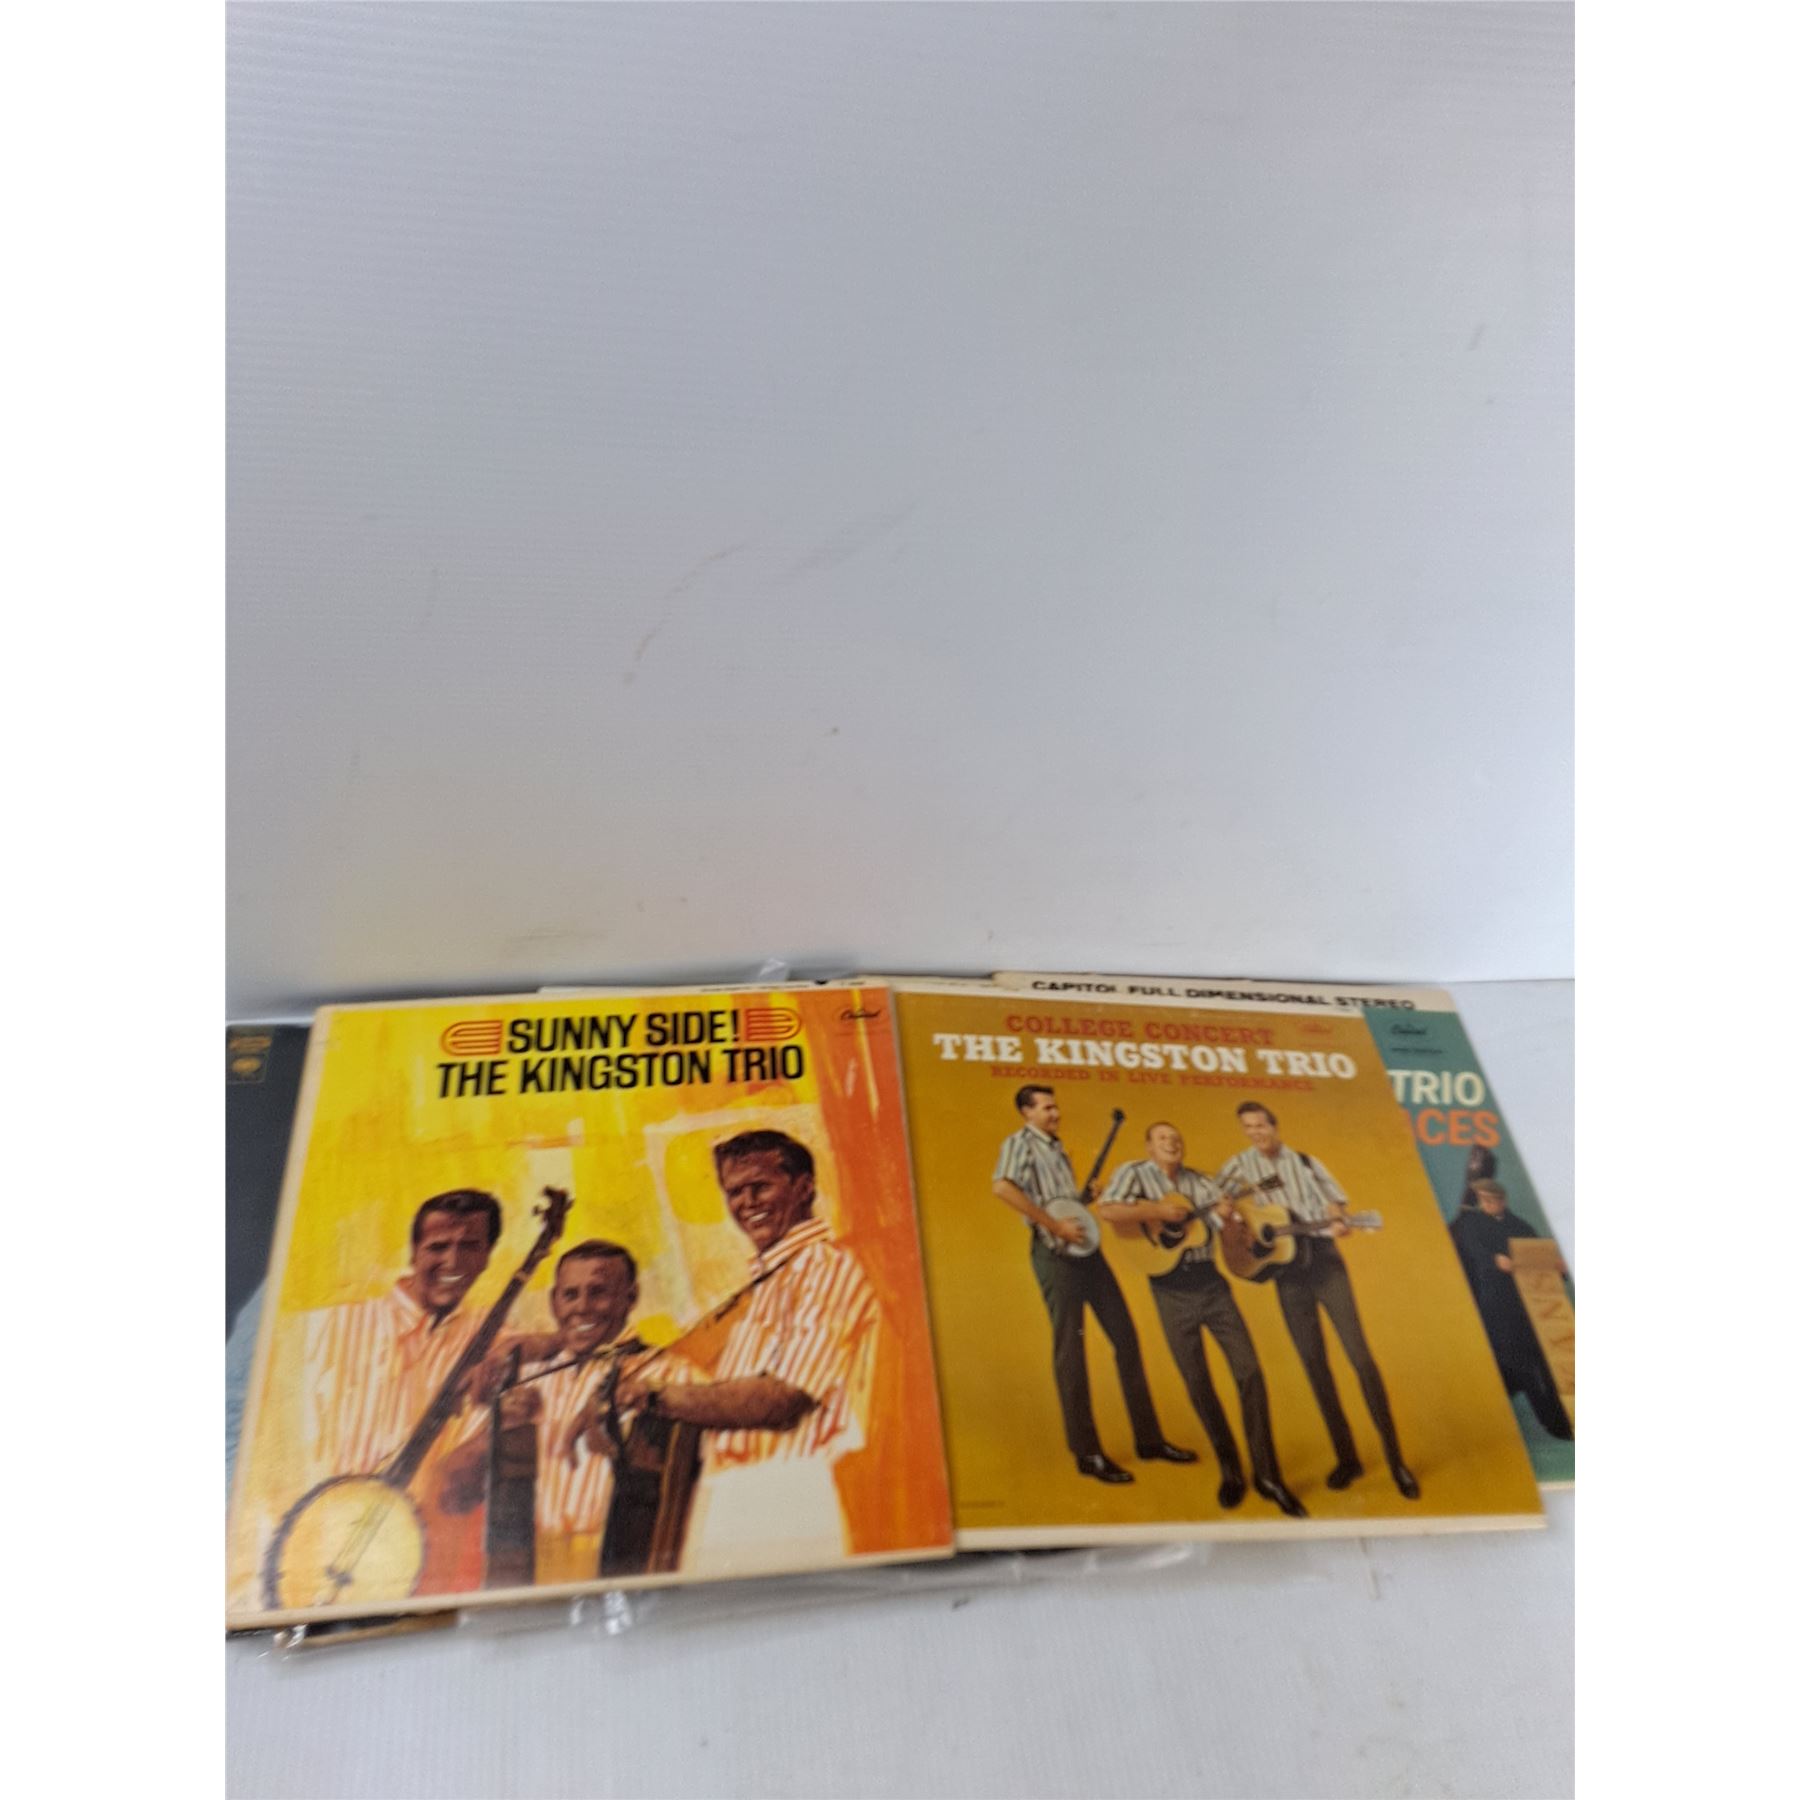 SUNNY SIDE!
THE KINGSTON TRIO
Capitol
COLLEGE CONCERT
THE KINGSTON TRIO
RECORDED IN LIVE PERFORMANCE
CAPITOL FULL DIMENSIONAL STEREO
Capitol
TRIO
CES